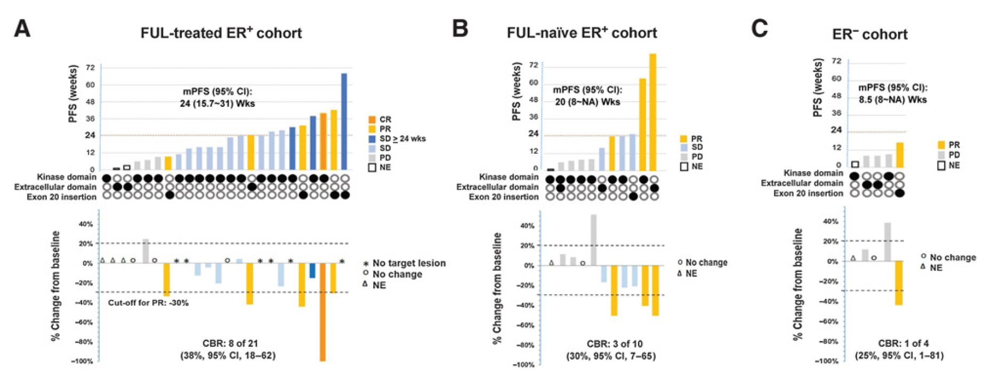 A
FUL-treated ER+ cohort
PFS (weeks)
72
60
48
36
24
12
0
mPFS (95% CI):
24 (15.7~31) Wks
CR
PR
SD ≥ 24 wks
SD
PD
NE
Kinase domain
Extracellular domain
Exon 20 insertion
% Change from baseline
40%
20%
0%
−20%
−40%
−60%
−80%
−100%
Cut-off for PR: -30%
CBR: 8 of 21
(38%, 95% CI, 18–62)
* No target lesion
o No change
Δ NE
B
FUL-naïve ER+ cohort
PFS (weeks)
72
60
48
36
24
12
0
mPFS (95% CI):
20 (8~NA) Wks
PR
SD
PD
NE
Kinase domain
Extracellular domain
Exon 20 insertion
% Change from baseline
40%
20%
0%
−20%
−40%
−60%
−80%
−100%
CBR: 3 of 10
(30%, 95% CI, 7–65)
o No change
Δ NE
C
ER− cohort
PFS (weeks)
72
60
48
36
24
12
0
mPFS (95% CI):
8.5 (8~NA) Wks
PR
PD
NE
Kinase domain
Extracellular domain
Exon 20 insertion
% Change from baseline
40%
20%
0%
−20%
−40%
−60%
−80%
−100%
CBR: 1 of 4
(25%, 95% CI, 1–81)
o No change
Δ NE